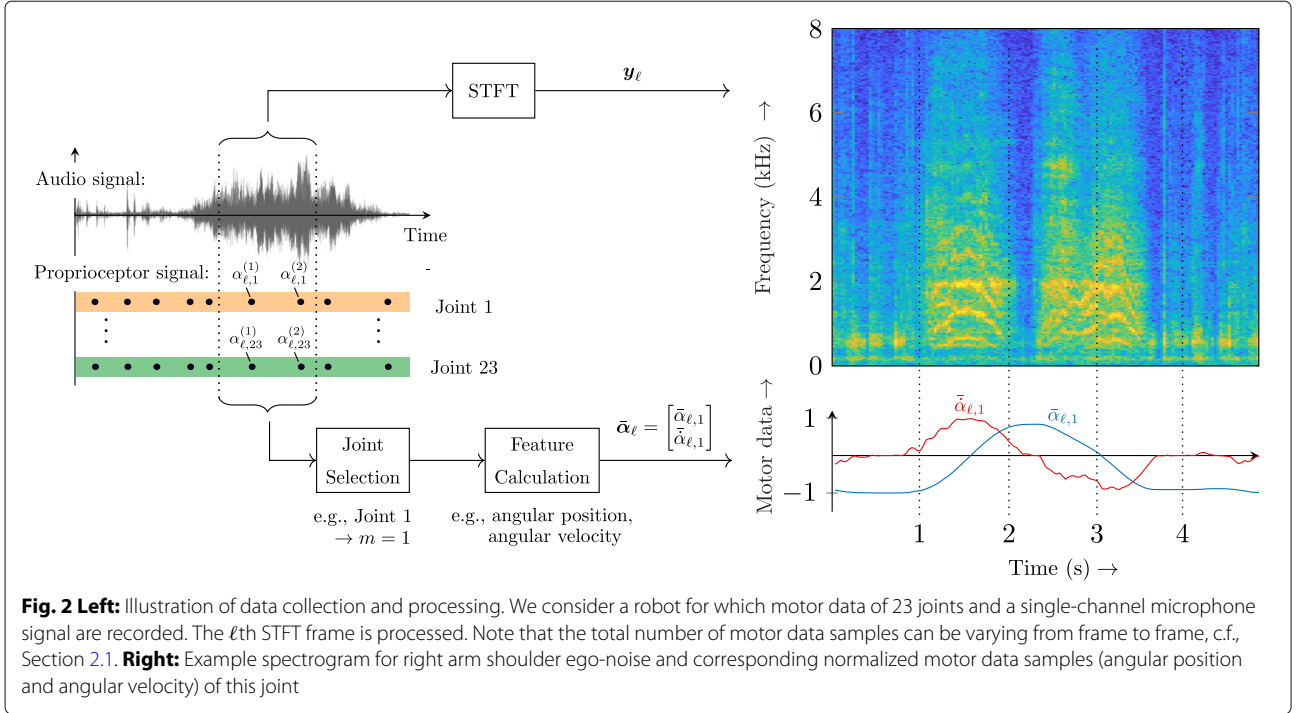 STFT
𝒚ℓ
Audio signal:
Time
Proprioceptor signal:
α_{ℓ,1}^{(1)} α_{ℓ,1}^{(2)}
Joint 1
α_{ℓ,23}^{(1)} α_{ℓ,23}^{(2)}
Joint 23
Joint
Selection
e.g., Joint 1
→ m = 1
Feature
Calculation
e.g., angular position,
angular velocity
ᾱ_ℓ = [ᾱ_{ℓ,1}
α̇̄_{ℓ,1}]
8
6
4
2
0
Frequency (kHz) →
Motor data →
1
−1
α̇̄_{ℓ,1} ᾱ_{ℓ,1}
1 2 3 4
Time (s) →
Fig. 2 Left: Illustration of data collection and processing. We consider a robot for which motor data of 23 joints and a single-channel microphone
signal are recorded. The ℓth STFT frame is processed. Note that the total number of motor data samples can be varying from frame to frame, c.f.,
Section 2.1. Right: Example spectrogram for right arm shoulder ego-noise and corresponding normalized motor data samples (angular position
and angular velocity) of this joint